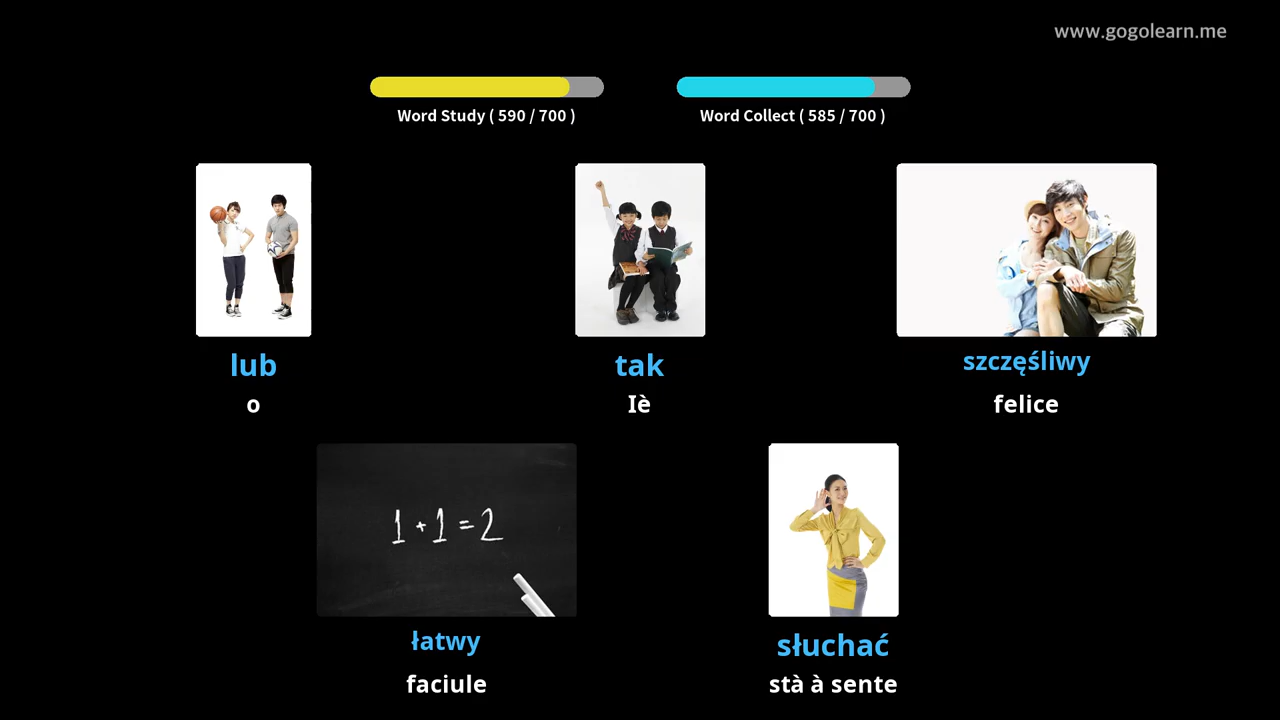 www.gogolearn.me
Word Study ( 590 / 700 )
Word Collect ( 585 / 700 )
lub
o
tak
Iè
szczęśliwy
felice
1 + 1 = 2
łatwy
faciule
słuchać
stà à sente